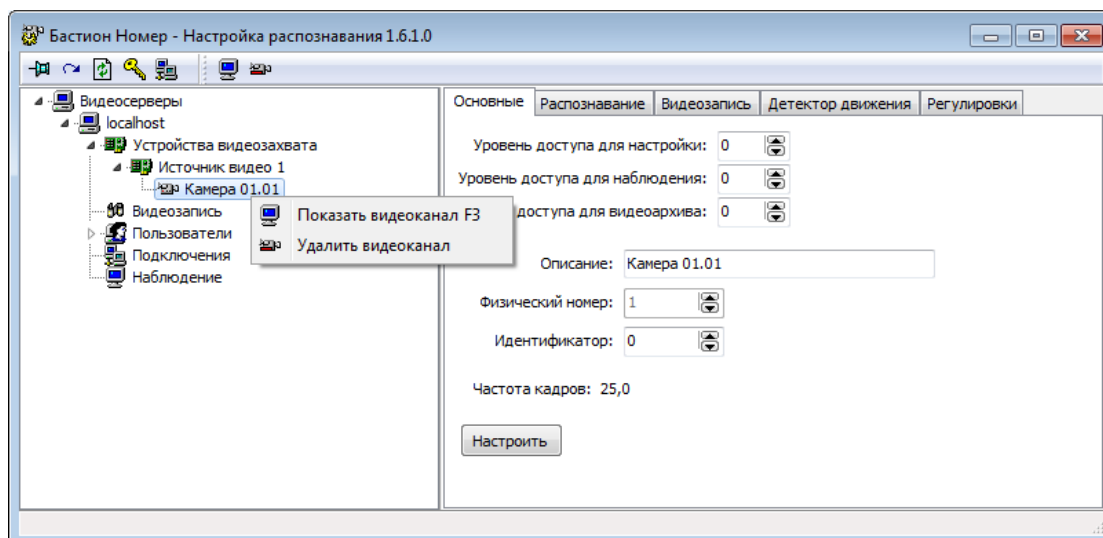 Бастион Номер - Настройка распознавания 1.6.1.0
Видеосерверы
localhost
Устройства видеозахвата
Источник видео 1
Камера 01.01
Видеозапись
Пользователи
Подключения
Наблюдение
Показать видеоканал F3
Удалить видеоканал
Основные Распознавание Видеозапись Детектор движения Регулировки
Уровень доступа для настройки: 0
Уровень доступа для наблюдения: 0
доступа для видеоархива: 0
Описание: Камера 01.01
Физический номер: 1
Идентификатор: 0
Частота кадров: 25,0
Настроить